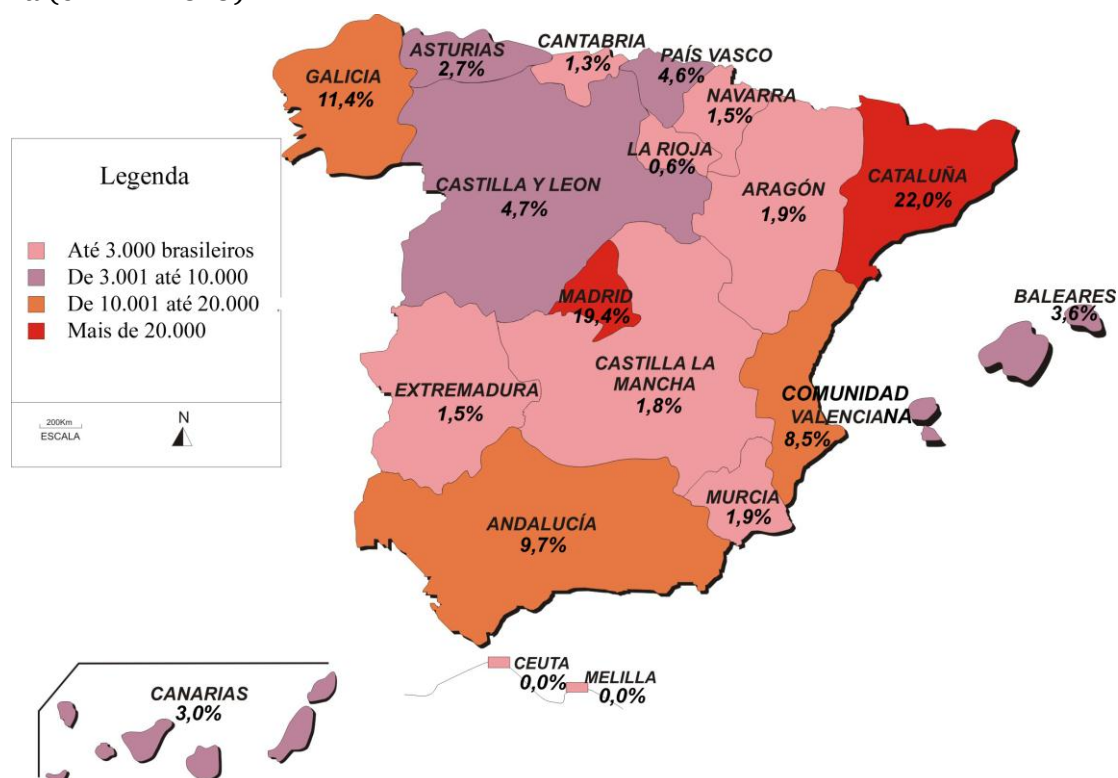 ASTURIAS
2,7%
CANTABRIA
1,3%
PAÍS VASCO
4,6%
GALICIA
11,4%
NAVARRA
1,5%
LA RIOJA
0,6%
Legenda
Até 3.000 brasileiros
De 3.001 até 10.000
De 10.001 até 20.000
Mais de 20.000
200Km
ESCALA
N
CASTILLA Y LEON
4,7%
ARAGÓN
1,9%
CATALUÑA
22,0%
MADRID
19,4%
BALEARES
3,6%
CASTILLA LA
MANCHA
1,8%
EXTREMADURA
1,5%
COMUNIDAD
VALENCIANA
8,5%
MURCIA
1,9%
ANDALUCÍA
9,7%
CEUTA
0,0%
MELILLA
0,0%
CANARIAS
3,0%